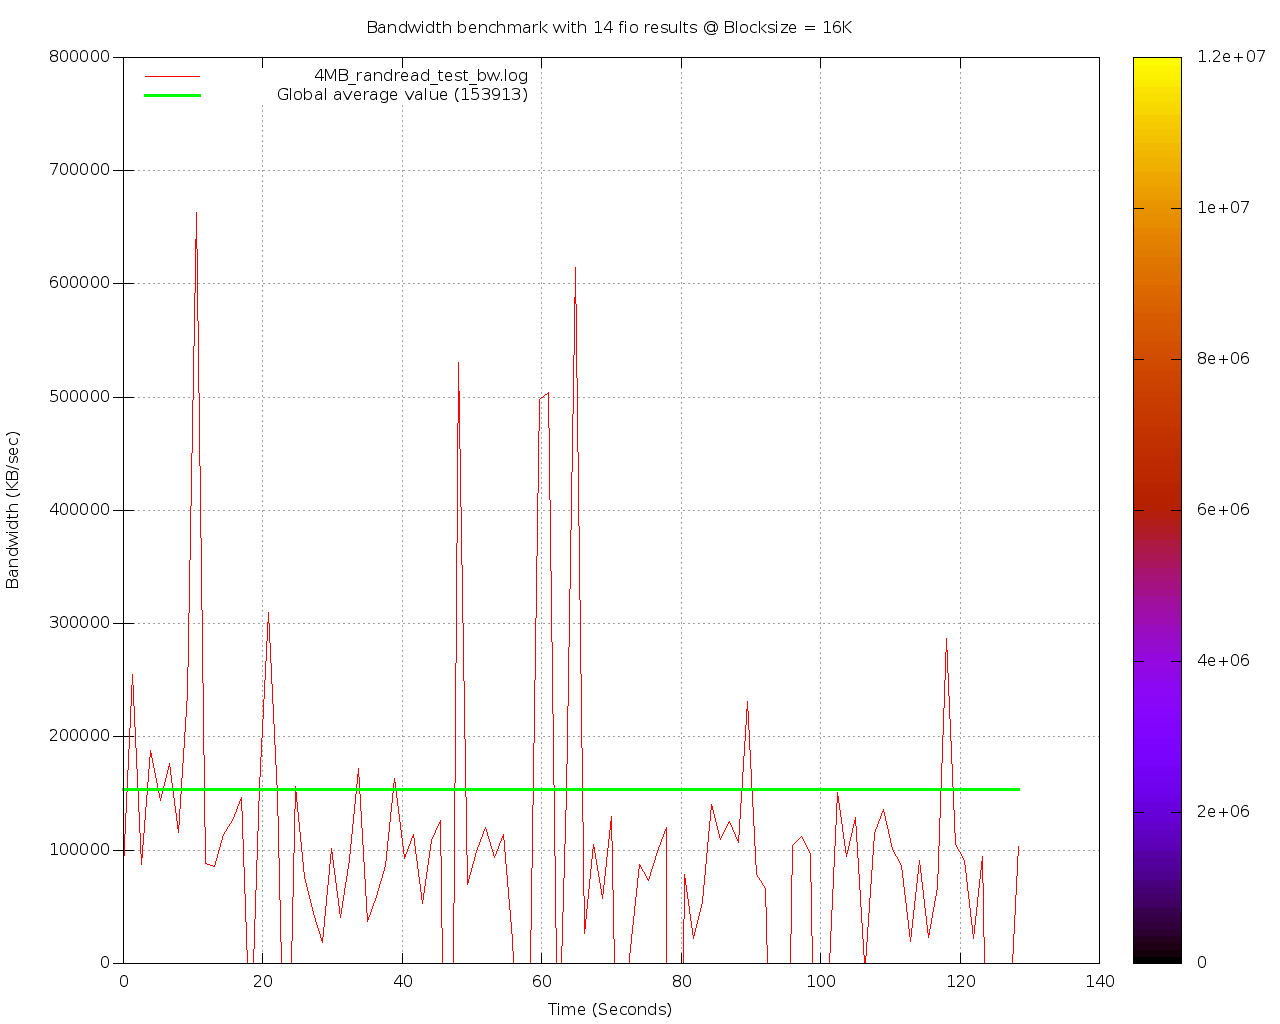 Bandwidth benchmark with 14 fio results @ Blocksize = 16K
4MB_randread_test_bw.log
Global average value (153913)
Bandwidth (KB/sec)
800000
700000
600000
500000
400000
300000
200000
100000
0
0 20 40 60 80 100 120 140
Time (Seconds)
1.2e+07
1e+07
8e+06
6e+06
4e+06
2e+06
0